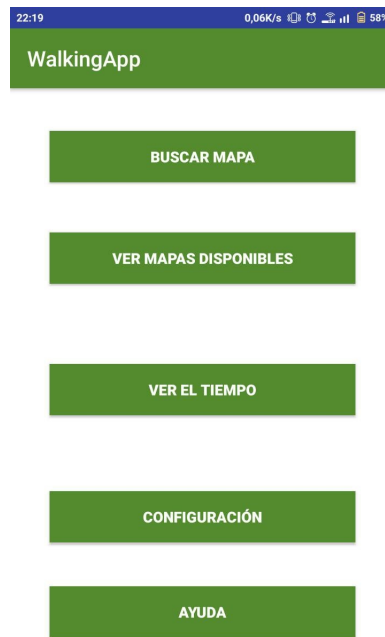 22:19 0,06K/s 58%
WalkingApp
BUSCAR MAPA
VER MAPAS DISPONIBLES
VER EL TIEMPO
CONFIGURACIÓN
AYUDA